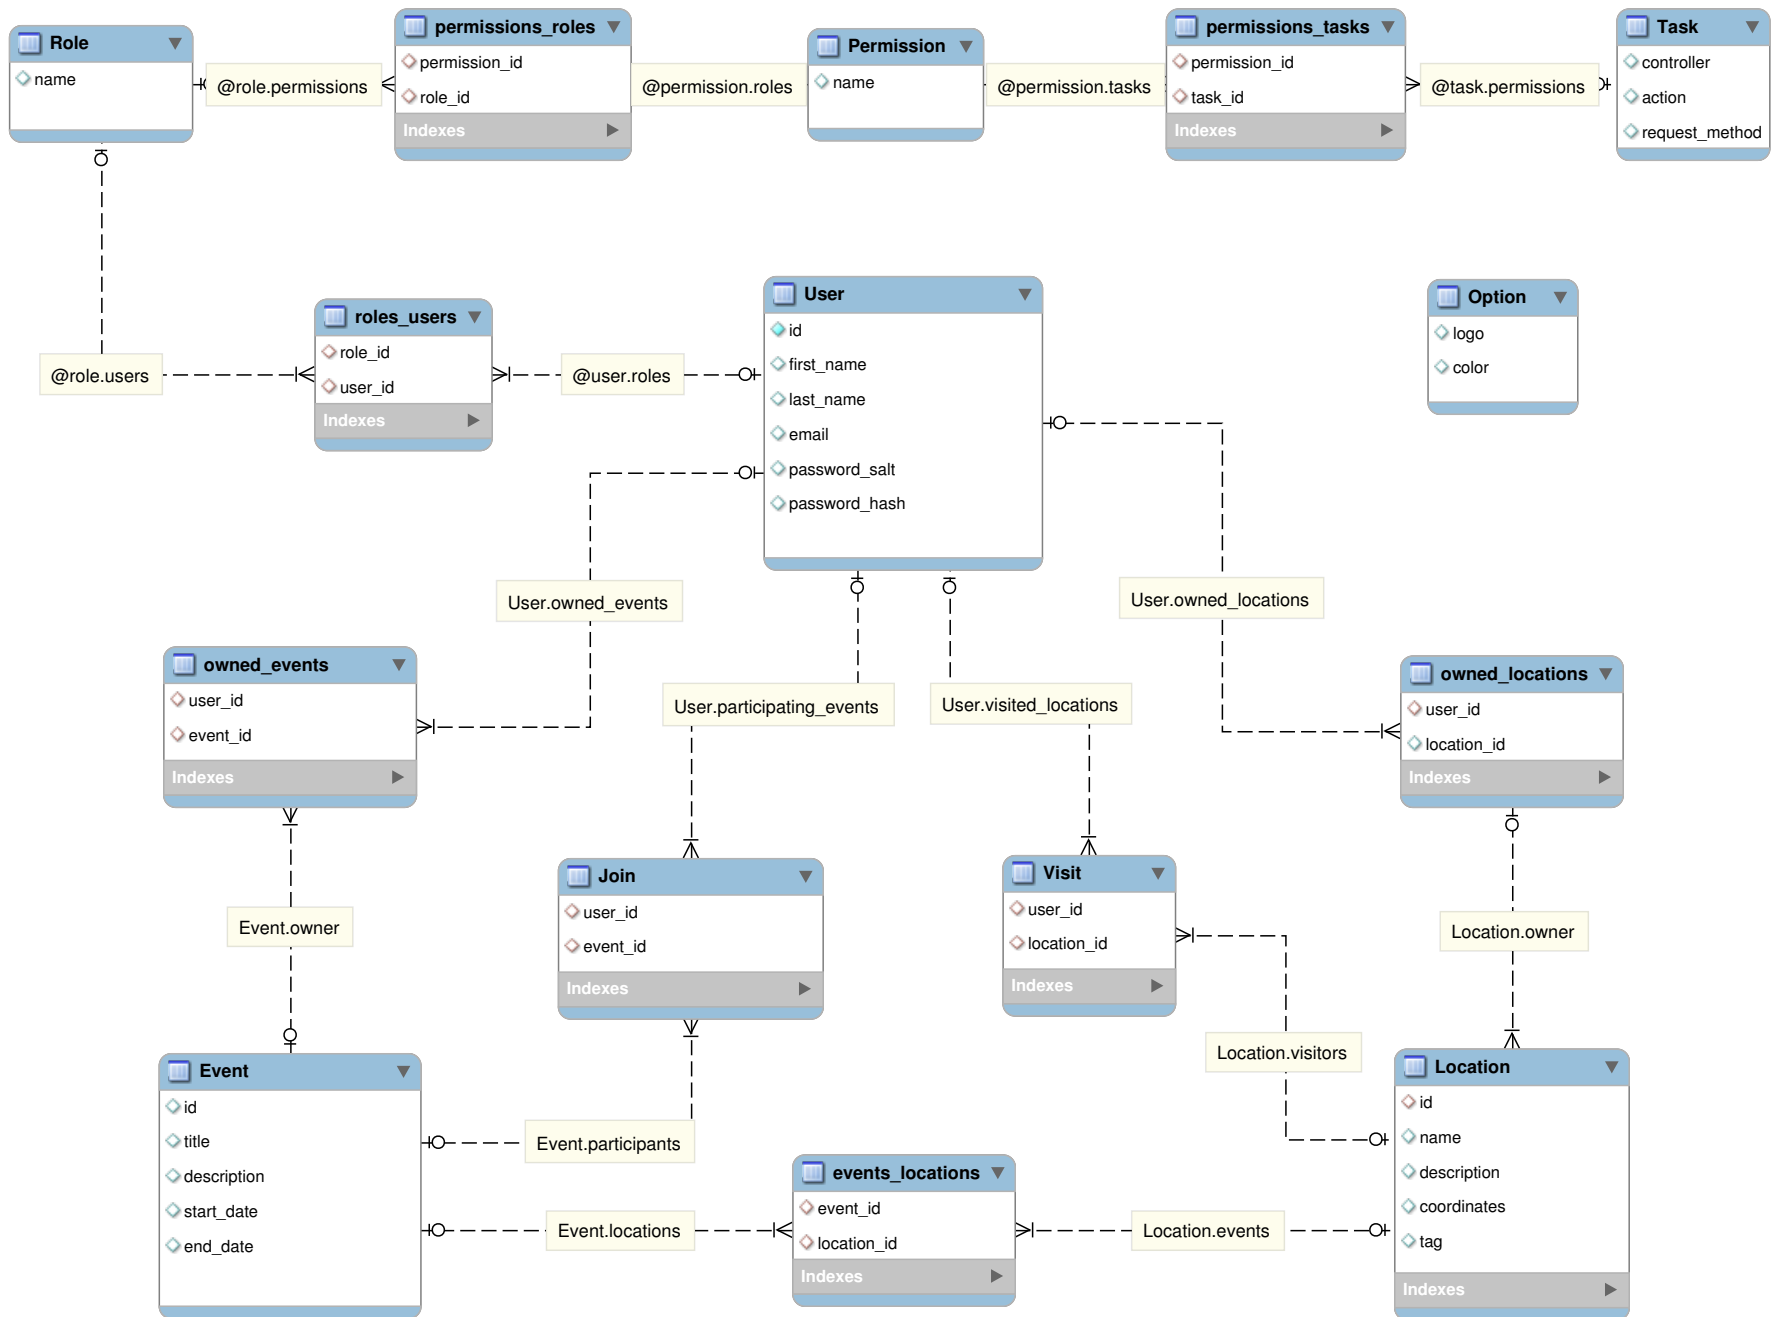 Role
name
@role.permissions
permissions_roles
permission_id
role_id
Indexes
@permission.roles
Permission
name
@permission.tasks
permissions_tasks
permission_id
task_id
Indexes
@task.permissions
Task
controller
action
request_method
@role.users
roles_users
role_id
user_id
Indexes
@user.roles
User
id
first_name
last_name
email
password_salt
password_hash
Option
logo
color
User.owned_events
User.owned_locations
owned_events
user_id
event_id
Indexes
User.participating_events
User.visited_locations
owned_locations
user_id
location_id
Indexes
Event.owner
Join
user_id
event_id
Indexes
Visit
user_id
location_id
Indexes
Location.owner
Location.visitors
Event
id
title
description
start_date
end_date
Event.participants
Event.locations
events_locations
event_id
location_id
Indexes
Location.events
Location
id
name
description
coordinates
tag
Indexes